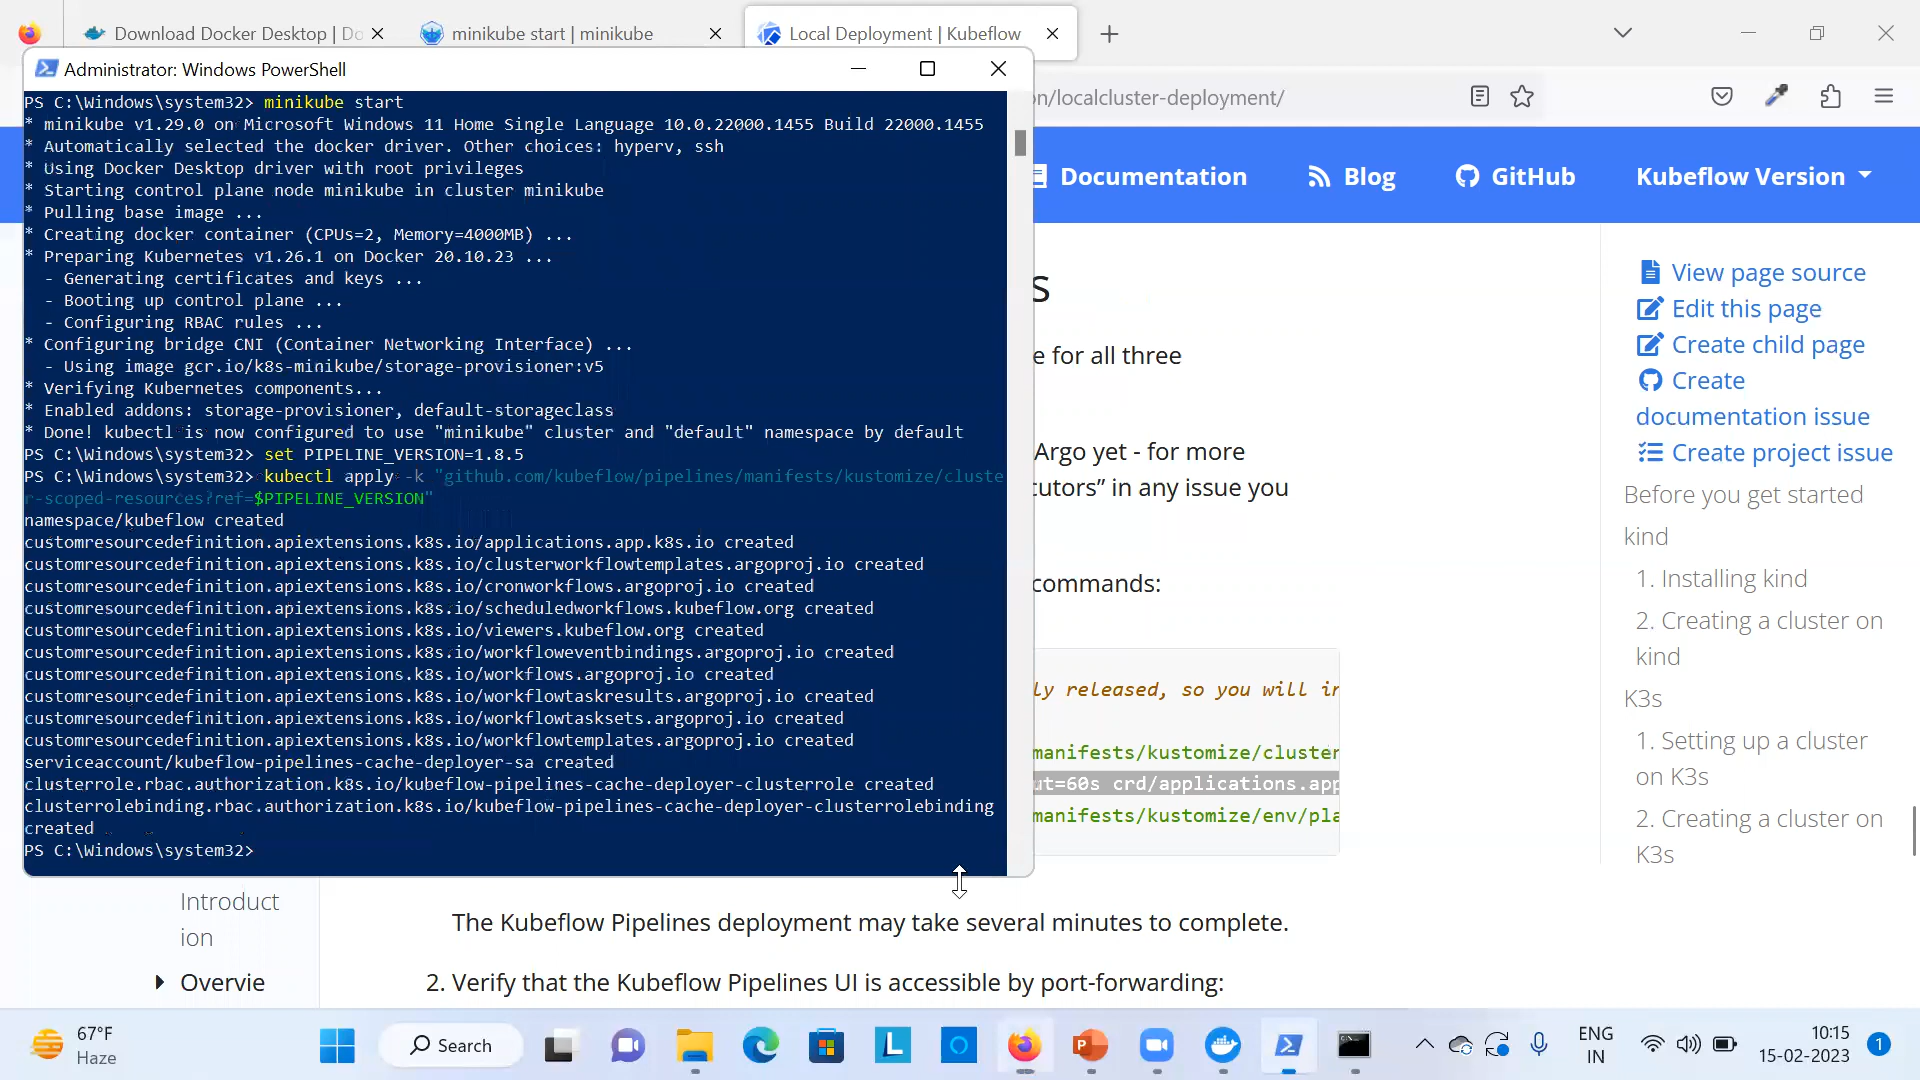 Download Docker Desktop | Do
minikube start | minikube
Local Deployment | Kubeflow
Administrator: Windows PowerShell
n/localcluster-deployment/
PS C:\Windows\system32> minikube start
* minikube v1.29.0 on Microsoft Windows 11 Home Single Language 10.0.22000.1455 Build 22000.1455
* Automatically selected the docker driver. Other choices: hyperv, ssh
* Using Docker Desktop driver with root privileges
* Starting control plane node minikube in cluster minikube
* Pulling base image ...
* Creating docker container (CPUs=2, Memory=4000MB) ...
* Preparing Kubernetes v1.26.1 on Docker 20.10.23 ...
- Generating certificates and keys ...
- Booting up control plane ...
- Configuring RBAC rules ...
* Configuring bridge CNI (Container Networking Interface) ...
- Using image gcr.io/k8s-minikube/storage-provisioner:v5
* Verifying Kubernetes components...
* Enabled addons: storage-provisioner, default-storageclass
* Done! kubectl is now configured to use "minikube" cluster and "default" namespace by default
PS C:\Windows\system32> set PIPELINE_VERSION=1.8.5
PS C:\Windows\system32> kubectl apply -k "github.com/kubeflow/pipelines/manifests/kustomize/cluste
r-scoped-resources?ref=$PIPELINE_VERSION"
namespace/kubeflow created
customresourcedefinition.apiextensions.k8s.io/applications.app.k8s.io created
customresourcedefinition.apiextensions.k8s.io/clusterworkflowtemplates.argoproj.io created
customresourcedefinition.apiextensions.k8s.io/cronworkflows.argoproj.io created
customresourcedefinition.apiextensions.k8s.io/scheduledworkflows.kubeflow.org created
customresourcedefinition.apiextensions.k8s.io/viewers.kubeflow.org created
customresourcedefinition.apiextensions.k8s.io/workfloweventbindings.argoproj.io created
customresourcedefinition.apiextensions.k8s.io/workflows.argoproj.io created
customresourcedefinition.apiextensions.k8s.io/workflowtaskresults.argoproj.io created
customresourcedefinition.apiextensions.k8s.io/workflowtasksets.argoproj.io created
customresourcedefinition.apiextensions.k8s.io/workflowtemplates.argoproj.io created
serviceaccount/kubeflow-pipelines-cache-deployer-sa created
clusterrole.rbac.authorization.k8s.io/kubeflow-pipelines-cache-deployer-clusterrole created
clusterrolebinding.rbac.authorization.k8s.io/kubeflow-pipelines-cache-deployer-clusterrolebinding
created
PS C:\Windows\system32>
Documentation
Blog
GitHub
Kubeflow Version
s
e for all three
Argo yet - for more
cutors” in any issue you
commands:
ly released, so you will in
manifests/kustomize/cluster
ut=60s crd/applications.app
manifests/kustomize/env/pla
View page source
Edit this page
Create child page
Create
documentation issue
Create project issue
Before you get started
kind
1. Installing kind
2. Creating a cluster on
kind
K3s
1. Setting up a cluster
on K3s
2. Creating a cluster on
K3s
Introduct
ion
Overvie
The Kubeflow Pipelines deployment may take several minutes to complete.
2. Verify that the Kubeflow Pipelines UI is accessible by port-forwarding:
67°F
Haze
Search
L
P
ENG
IN
10:15
15-02-2023
1